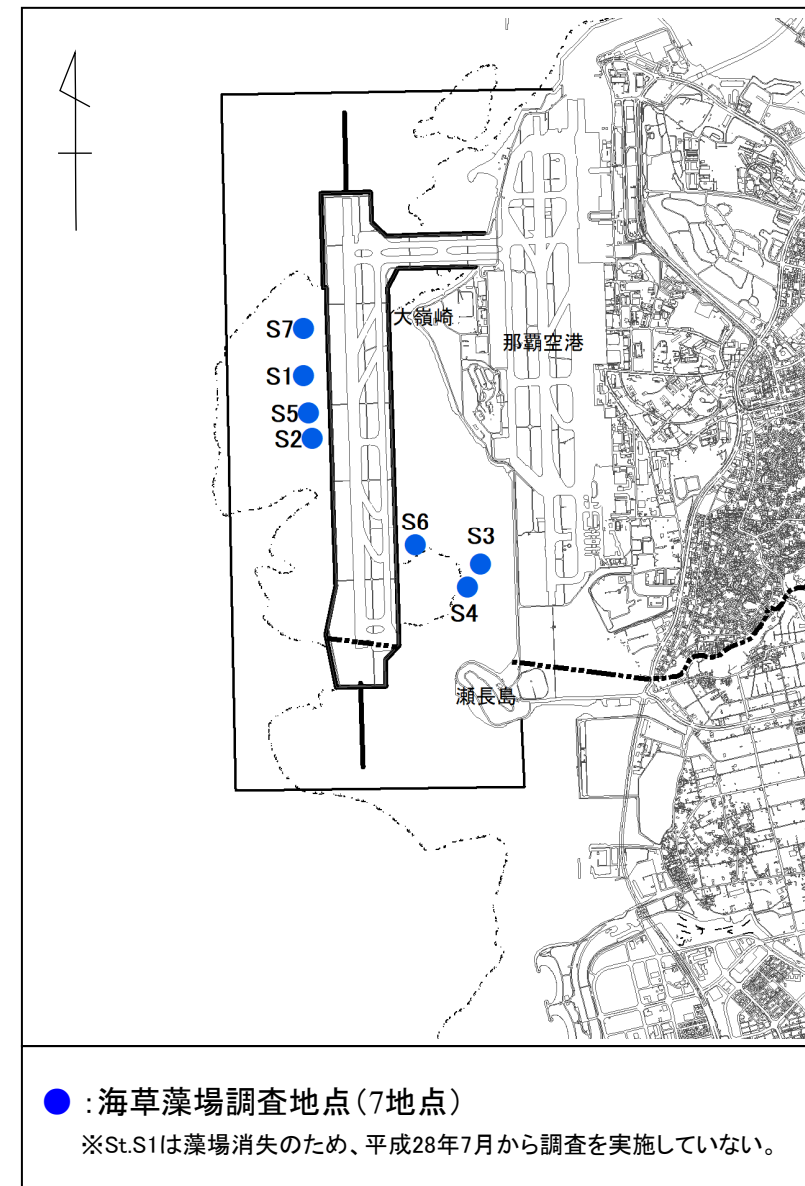 大嶺崎
那覇空港
S7
S1
S5
S2
S6
S3
S4
瀬長島
:海草藻場調査地点(7地点)
※St.S1は藻場消失のため、平成28年7月から調査を実施していない。